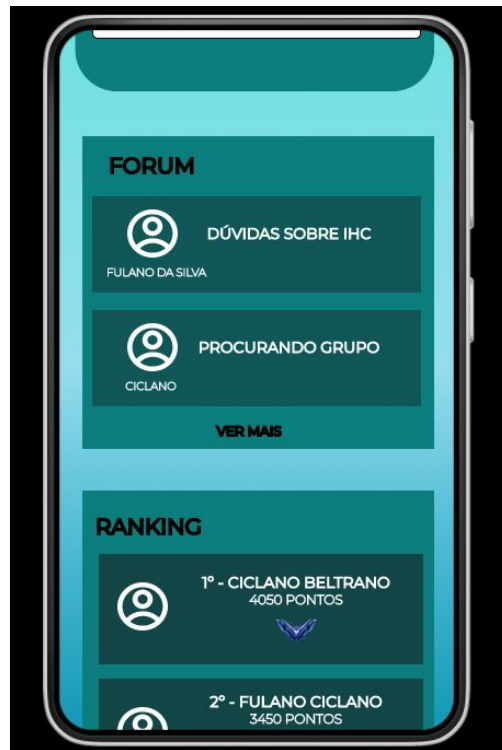 FORUM
DÚVIDAS SOBRE IHC
FULANO DA SILVA
PROCURANDO GRUPO
CICLANO
VER MAIS
RANKING
1º - CICLANO BELTRANO
4050 PONTOS
2º - FULANO CICLANO
3450 PONTOS